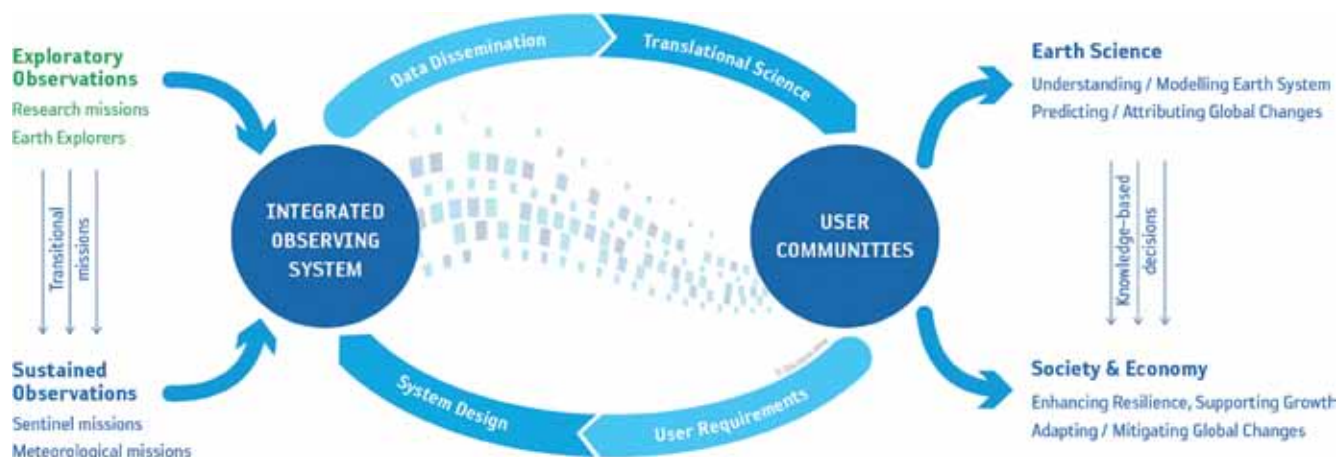 Exploratory
Observations
Research missions
Earth Explorers
Transitional
missions
Sustained
Observations
Sentinel missions
Meteorological missions
INTEGRATED
OBSERVING
SYSTEM
Data Dissemination
Translational Science
USER
COMMUNITIES
User Requirements
System Design
Earth Science
Understanding / Modelling Earth System
Predicting / Attributing Global Changes
Knowledge-based
decisions
Society & Economy
Enhancing Resilience, Supporting Growth
Adapting / Mitigating Global Changes